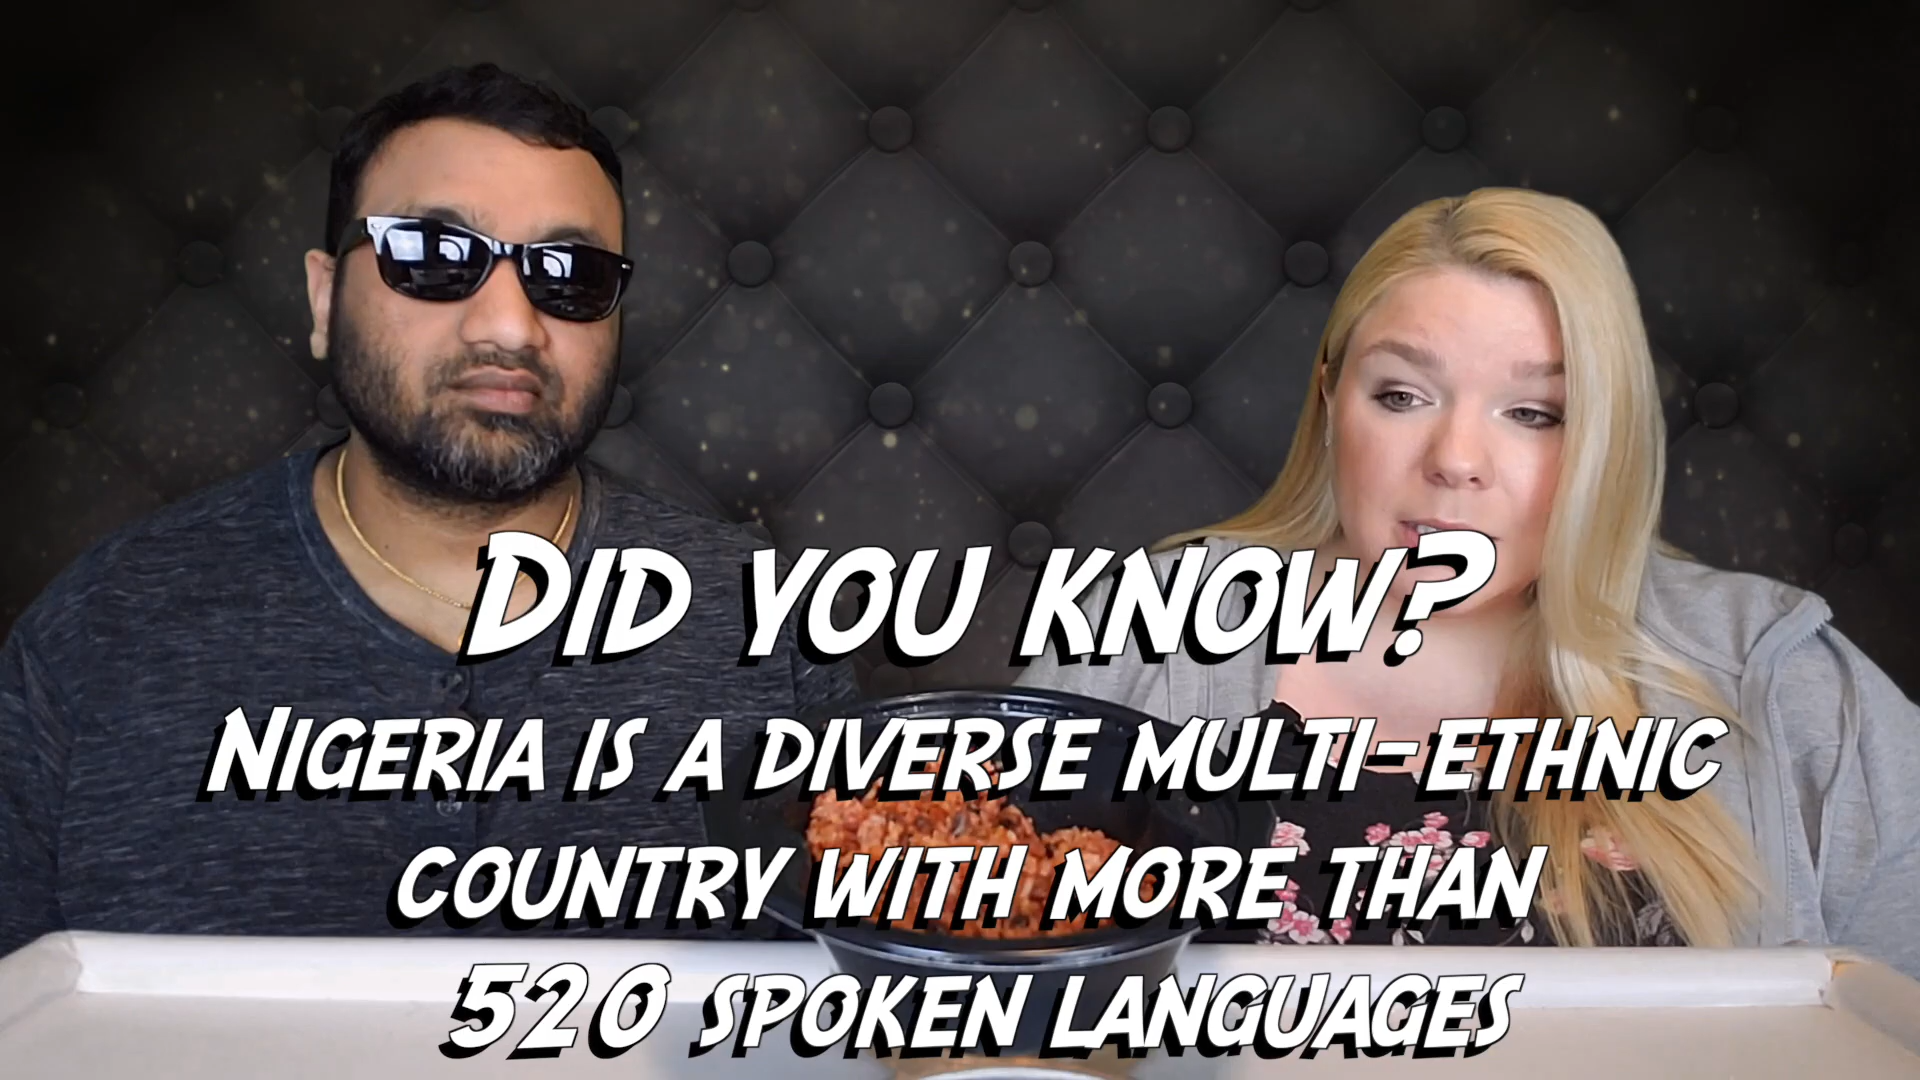 Did you know?
Nigeria is a diverse multi-ethnic
country with more than
520 spoken languages